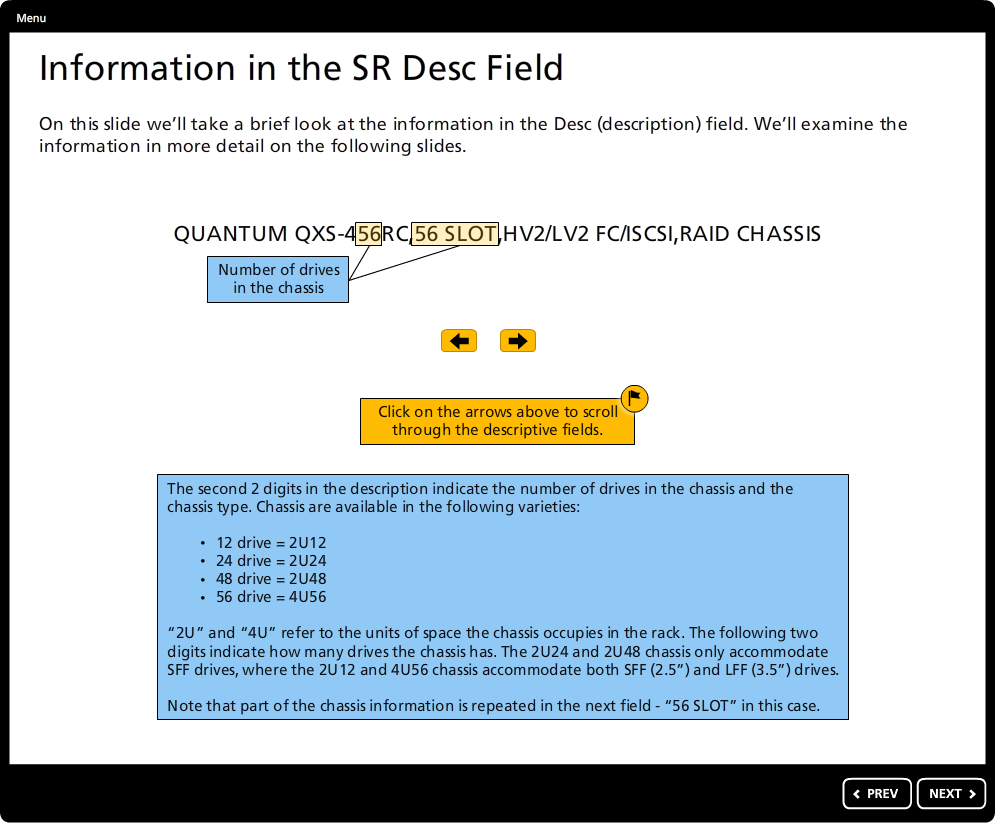 Menu
Information in the SR Desc Field
On this slide we’ll take a brief look at the information in the Desc (description) field. We’ll examine the
information in more detail on the following slides.
QUANTUM QXS-456RC,56 SLOT,HV2/LV2 FC/ISCSI,RAID CHASSIS
Number of drives
in the chassis
Click on the arrows above to scroll
through the descriptive fields.
The second 2 digits in the description indicate the number of drives in the chassis and the
chassis type. Chassis are available in the following varieties:
• 12 drive = 2U12
• 24 drive = 2U24
• 48 drive = 2U48
• 56 drive = 4U56
“2U” and “4U” refer to the units of space the chassis occupies in the rack. The following two
digits indicate how many drives the chassis has. The 2U24 and 2U48 chassis only accommodate
SFF drives, where the 2U12 and 4U56 chassis accommodate both SFF (2.5”) and LFF (3.5”) drives.
Note that part of the chassis information is repeated in the next field - “56 SLOT” in this case.
PREV
NEXT